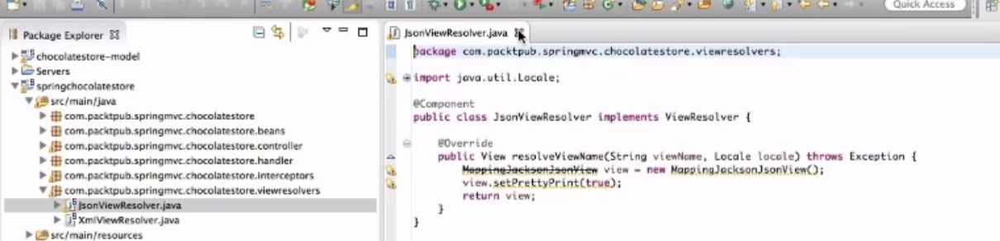 Quick Access
Package Explorer
chocolatestore-model
Servers
springchocolatestore
src/main/java
com.packtpub.springmvc.chocolatestore
com.packtpub.springmvc.chocolatestore.beans
com.packtpub.springmvc.chocolatestore.controller
com.packtpub.springmvc.chocolatestore.handler
com.packtpub.springmvc.chocolatestore.interceptors
com.packtpub.springmvc.chocolatestore.viewresolvers
JsonViewResolver.java
XmlViewResolver.java
src/main/resources
JsonViewResolver.java
package com.packtpub.springmvc.chocolatestore.viewresolvers;
import java.util.Locale;
@Component
public class JsonViewResolver implements ViewResolver {
@Override
public View resolveViewName(String viewName, Locale locale) throws Exception {
MappingJacksonJsonView view = new MappingJacksonJsonView();
view.setPrettyPrint(true);
return view;
}
}